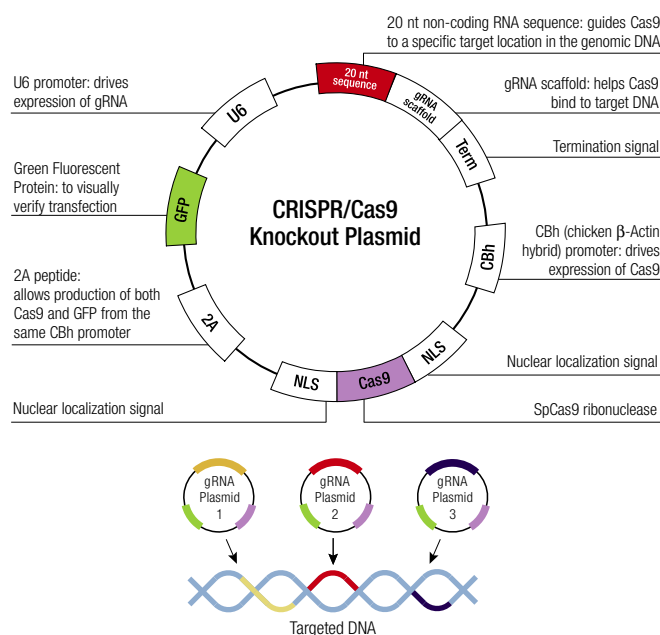 20 nt non-coding RNA sequence: guides Cas9
to a specific target location in the genomic DNA
U6 promoter: drives
expression of gRNA
20 nt
sequence
gRNA
scaffold
gRNA scaffold: helps Cas9
bind to target DNA
U6
Term
Termination signal
Green Fluorescent
Protein: to visually
verify transfection
GFP
CRISPR/Cas9
Knockout Plasmid
CBh
CBh (chicken β-Actin
hybrid) promoter: drives
expression of Cas9
2A peptide:
allows production of both
Cas9 and GFP from the
same CBh promoter
2A
NLS
Cas9
NLS
Nuclear localization signal
Nuclear localization signal
SpCas9 ribonuclease
gRNA
Plasmid
1
gRNA
Plasmid
2
gRNA
Plasmid
3
Targeted DNA